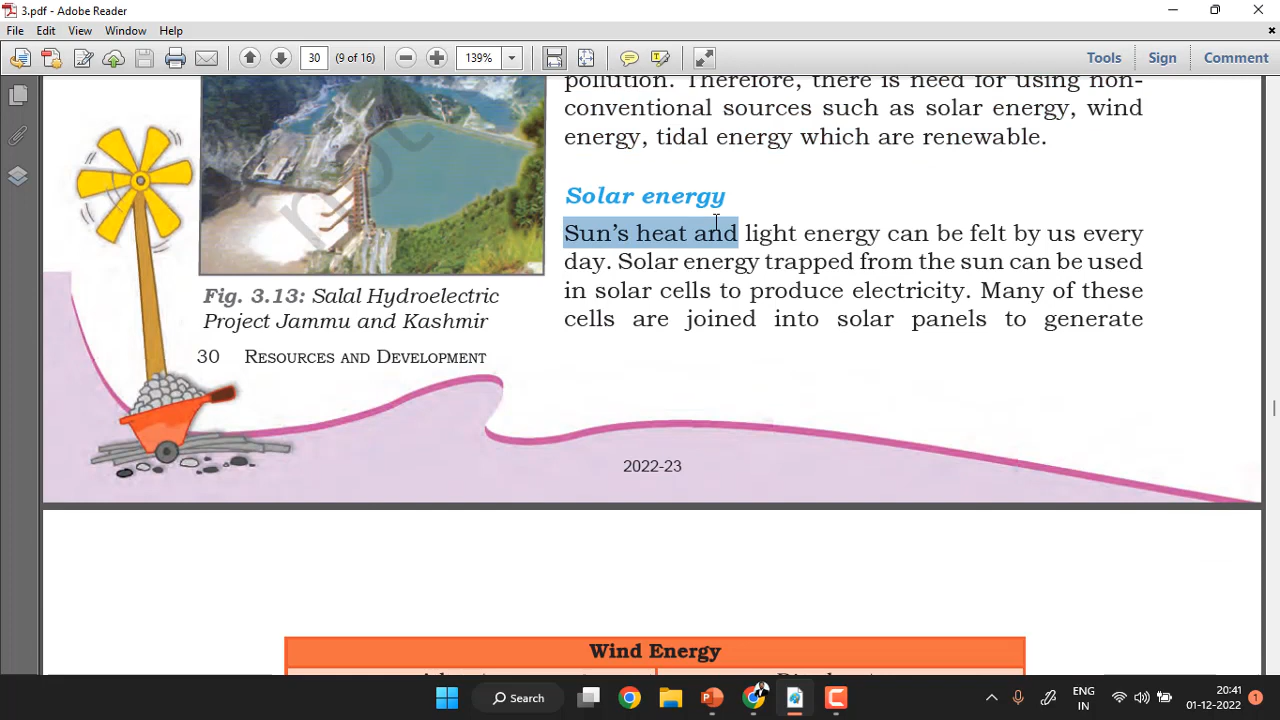 3.pdf - Adobe Reader
File Edit View Window Help
30 (9 of 16) 139% Tools Sign Comment
pollution. Therefore, there is need for using non-
conventional sources such as solar energy, wind
energy, tidal energy which are renewable.
Solar energy
Sun's heat and light energy can be felt by us every
day. Solar energy trapped from the sun can be used
in solar cells to produce electricity. Many of these
cells are joined into solar panels to generate
not
Fig. 3.13: Salal Hydroelectric
Project Jammu and Kashmir
30 RESOURCES AND DEVELOPMENT
2022-23
Wind Energy
Search
ENG
IN
20:41
01-12-2022
1